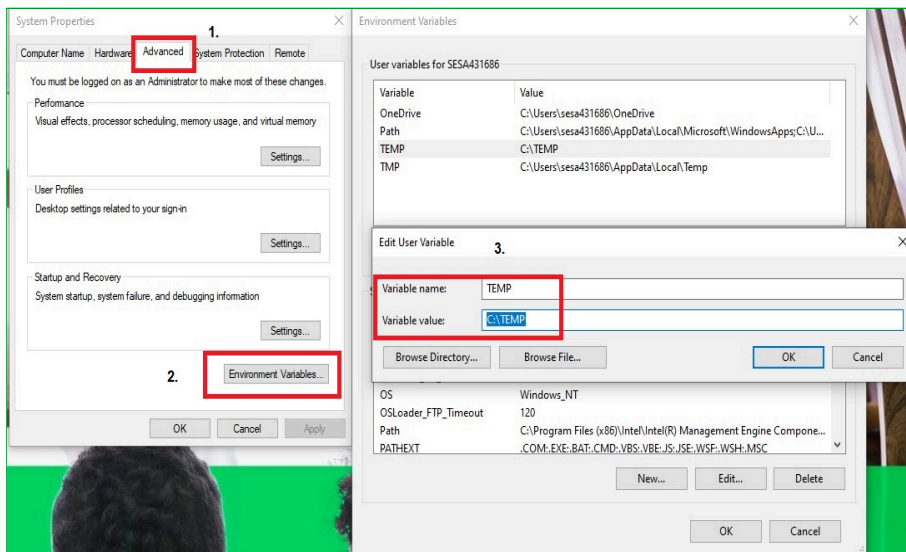 System Properties
1.
Computer Name Hardware Advanced System Protection Remote
You must be logged on as an Administrator to make most of these changes.
Performance
Visual effects, processor scheduling, memory usage, and virtual memory
Settings...
User Profiles
Desktop settings related to your sign-in
Settings...
Startup and Recovery
System startup, system failure, and debugging information
Settings...
2.
Environment Variables...
OK Cancel Apply
Environment Variables
User variables for SESA431686
Variable Value
OneDrive C:\Users\sesa431686\OneDrive
Path C:\Users\sesa431686\AppData\Local\Microsoft\WindowsApps;C:\U...
TEMP C:\TEMP
TMP C:\Users\sesa431686\AppData\Local\Temp
Edit User Variable
3.
Variable name: TEMP
Variable value: C:\TEMP
Browse Directory... Browse File... OK Cancel
OS Windows_NT
OSLoader_FTP_Timeout 120
Path C:\Program Files (x86)\Intel\Intel(R) Management Engine Compone...
PATHEXT .COM;.EXE;.BAT;.CMD;.VBS;.VBE;.JS;.JSE;.WSF;.WSH;.MSC
New... Edit... Delete
OK Cancel